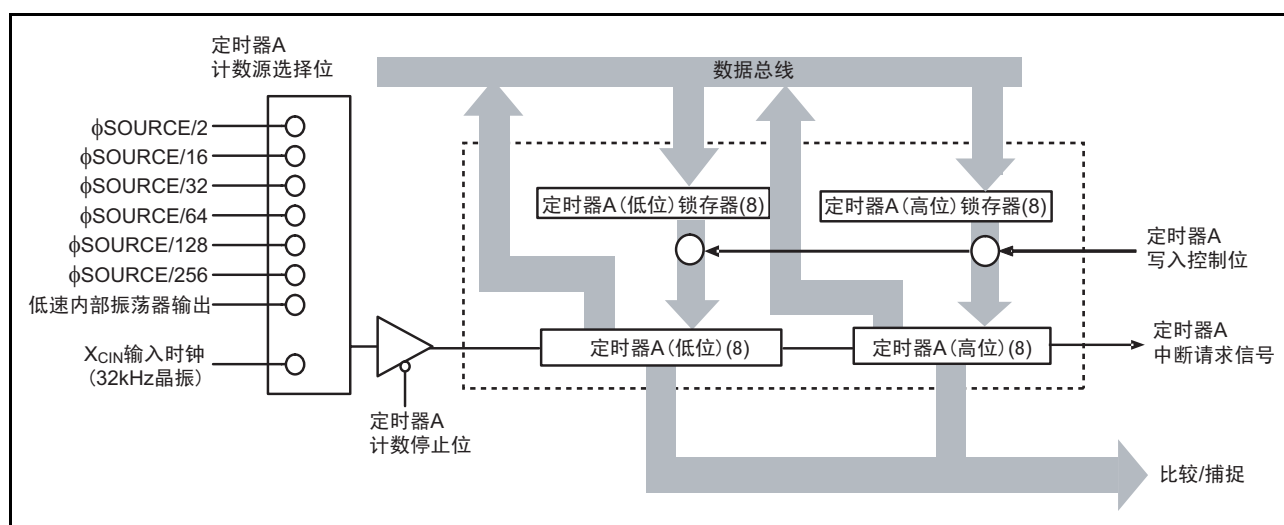 定时器A
计数源选择位
数据总线
φSOURCE/2
φSOURCE/16
φSOURCE/32
φSOURCE/64
φSOURCE/128
φSOURCE/256
低速内部振荡器输出
XCIN输入时钟
（32kHz晶振）
定时器A（低位）锁存器(8)
定时器A（高位）锁存器(8)
定时器A
写入控制位
定时器A（低位）(8)
定时器A（高位）(8)
定时器A
中断请求信号
定时器A
计数停止位
比较/捕捉